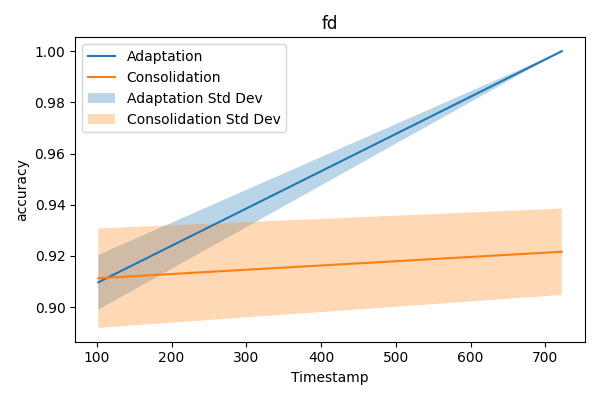 fd
Adaptation
Consolidation
Adaptation Std Dev
Consolidation Std Dev
accuracy
1.00
0.98
0.96
0.94
0.92
0.90
100 200 300 400 500 600 700
Timestamp